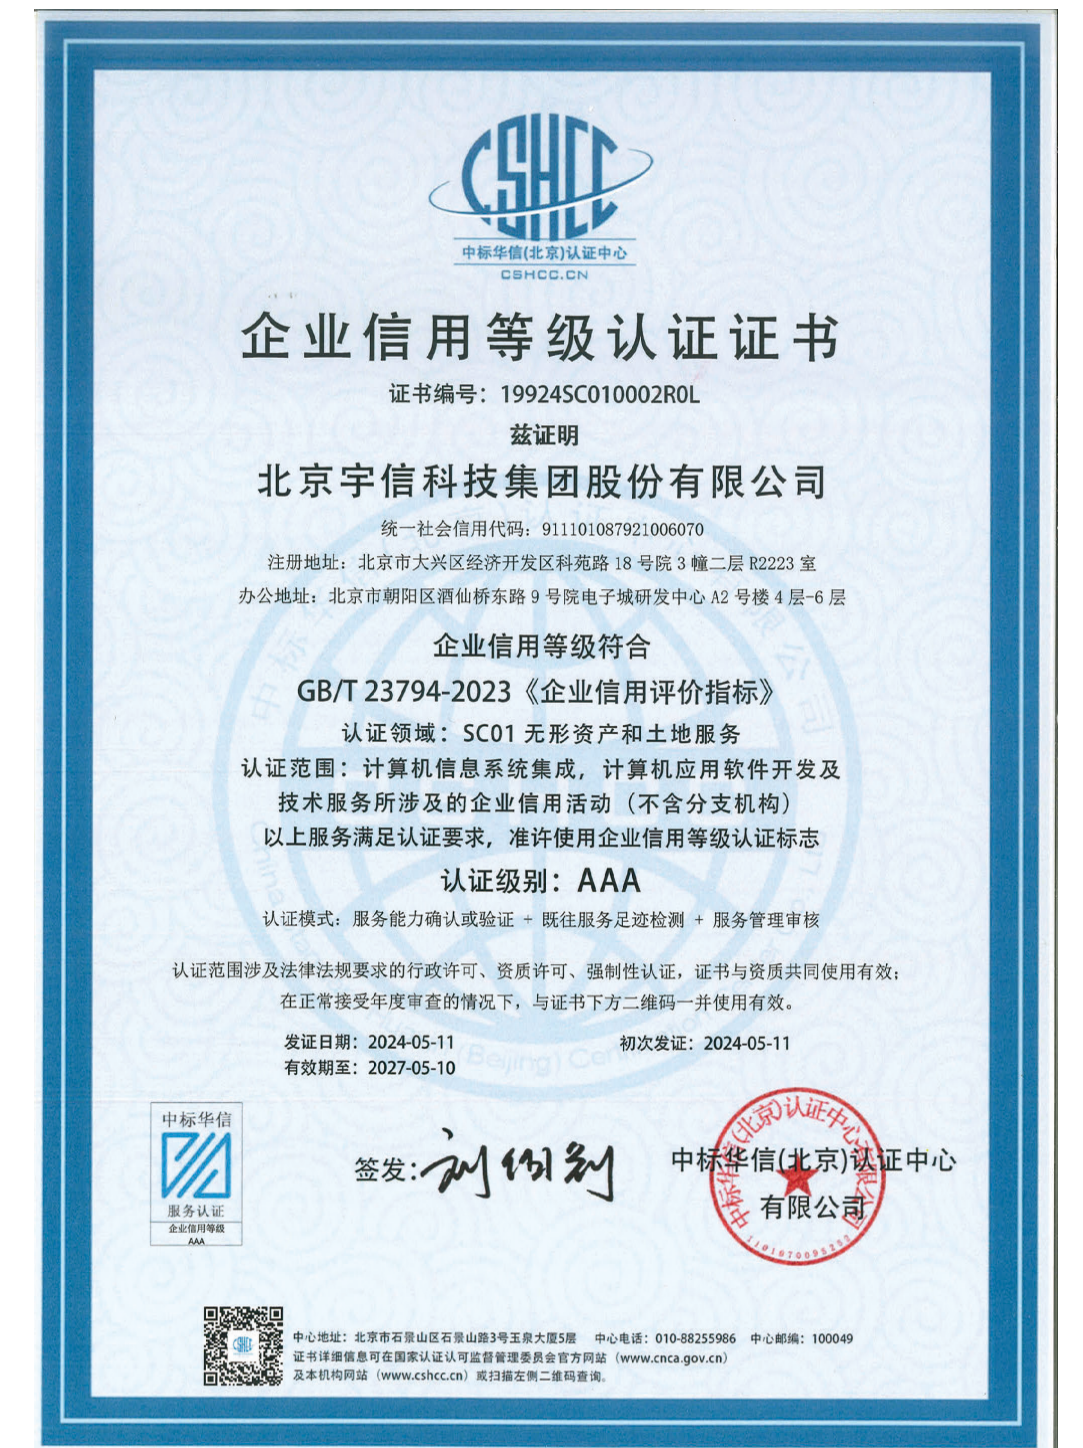 CSHCC
中标华信(北京)认证中心
CSHCC.CN
企业信用等级认证证书
证书编号：19924SC010002R0L
兹证明
北京宇信科技集团股份有限公司
统一社会信用代码：911101087921006070
注册地址：北京市大兴区经济开发区科苑路 18 号院 3 幢二层 R2223 室
办公地址：北京市朝阳区酒仙桥东路 9 号院电子城研发中心 A2 号楼 4 层-6 层
企业信用等级符合
GB/T 23794-2023《企业信用评价指标》
认证领域：SC01 无形资产和土地服务
认证范围：计算机信息系统集成，计算机应用软件开发及
技术服务所涉及的企业信用活动（不含分支机构）
以上服务满足认证要求，准许使用企业信用等级认证标志
认证级别：AAA
认证模式：服务能力确认或验证 + 既往服务足迹检测 + 服务管理审核
认证范围涉及法律法规要求的行政许可、资质许可、强制性认证，证书与资质共同使用有效；
在正常接受年度审查的情况下，与证书下方二维码一并使用有效。
发证日期：2024-05-11 初次发证：2024-05-11
有效期至：2027-05-10
中标华信
服务认证
企业信用等级
AAA
签发：
中标华信(北京)认证中心
有限公司
中标华信(北京)认证中心有限公司
中心地址：北京市石景山区石景山路3号玉泉大厦5层 中心电话：010-88255986 中心邮编：100049
证书详细信息可在国家认证认可监督管理委员会官方网站（www.cnca.gov.cn）
及本机构网站（www.cshcc.cn）或扫描左侧二维码查询。